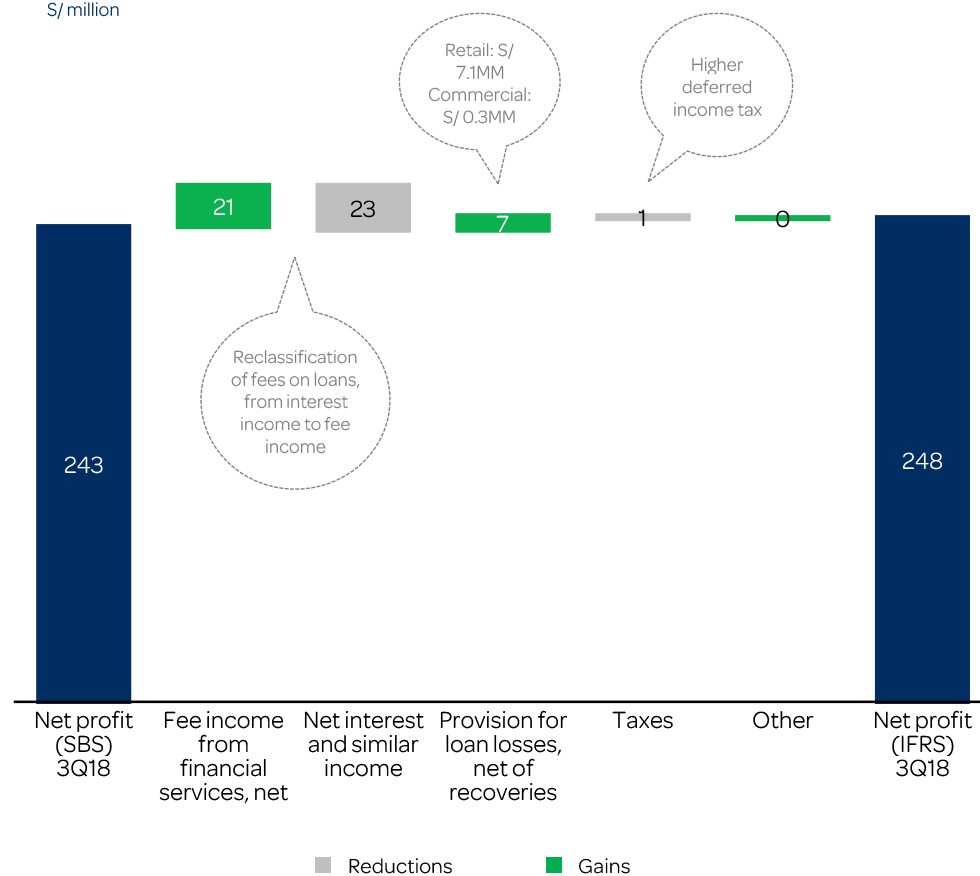 S/ million
Retail: S/
7.1MM
Commercial:
S/ 0.3MM
Higher
deferred
income tax
21
23
7
1
0
Reclassification
of fees on loans,
from interest
income to fee
income
243
248
Net profit
(SBS)
3Q18
Fee income
from
financial
services, net
Net interest
and similar
income
Provision for
loan losses,
net of
recoveries
Taxes
Other
Net profit
(IFRS)
3Q18
Reductions
Gains